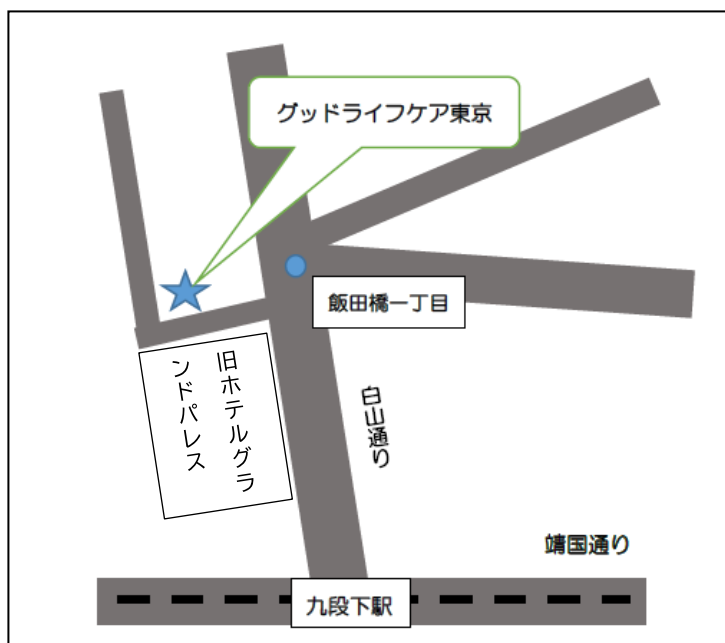 グッドライフケア東京
飯田橋一丁目
旧ホテルグラ
ンドパレス
白山通り
靖国通り
九段下駅